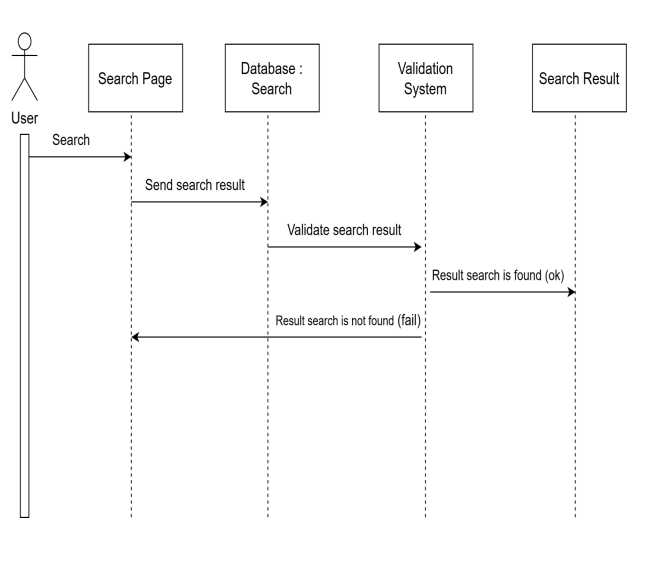 Search Page
Database :
Search
Validation
System
Search Result
User
Search
Send search result
Validate search result
Result search is found (ok)
Result search is not found (fail)